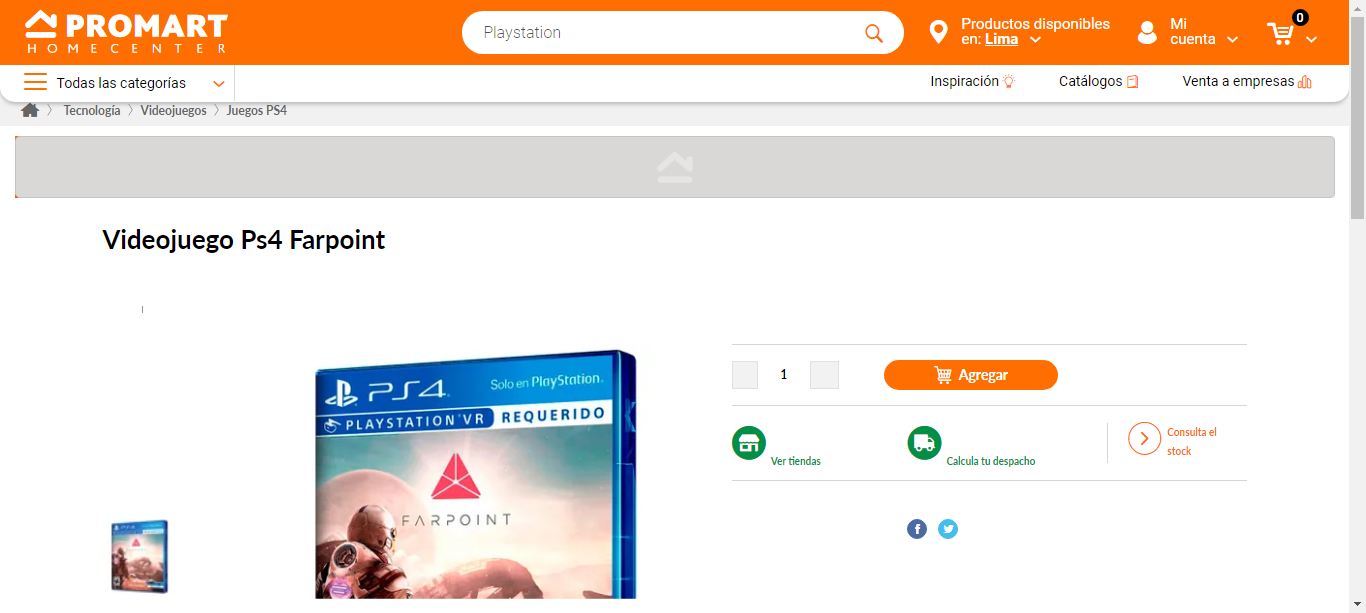 PROMART
HOMECENTER
Playstation
Productos disponibles
en: Lima
Mi
cuenta
0
Todas las categorías
Inspiración
Catálogos
Venta a empresas
Tecnología
Videojuegos
Juegos PS4
Videojuego Ps4 Farpoint
PS4
Solo en PlayStation.
PLAYSTATION®VR
REQUERIDO
FARPOINT
1
Agregar
Ver tiendas
Calcula tu despacho
Consulta el
stock